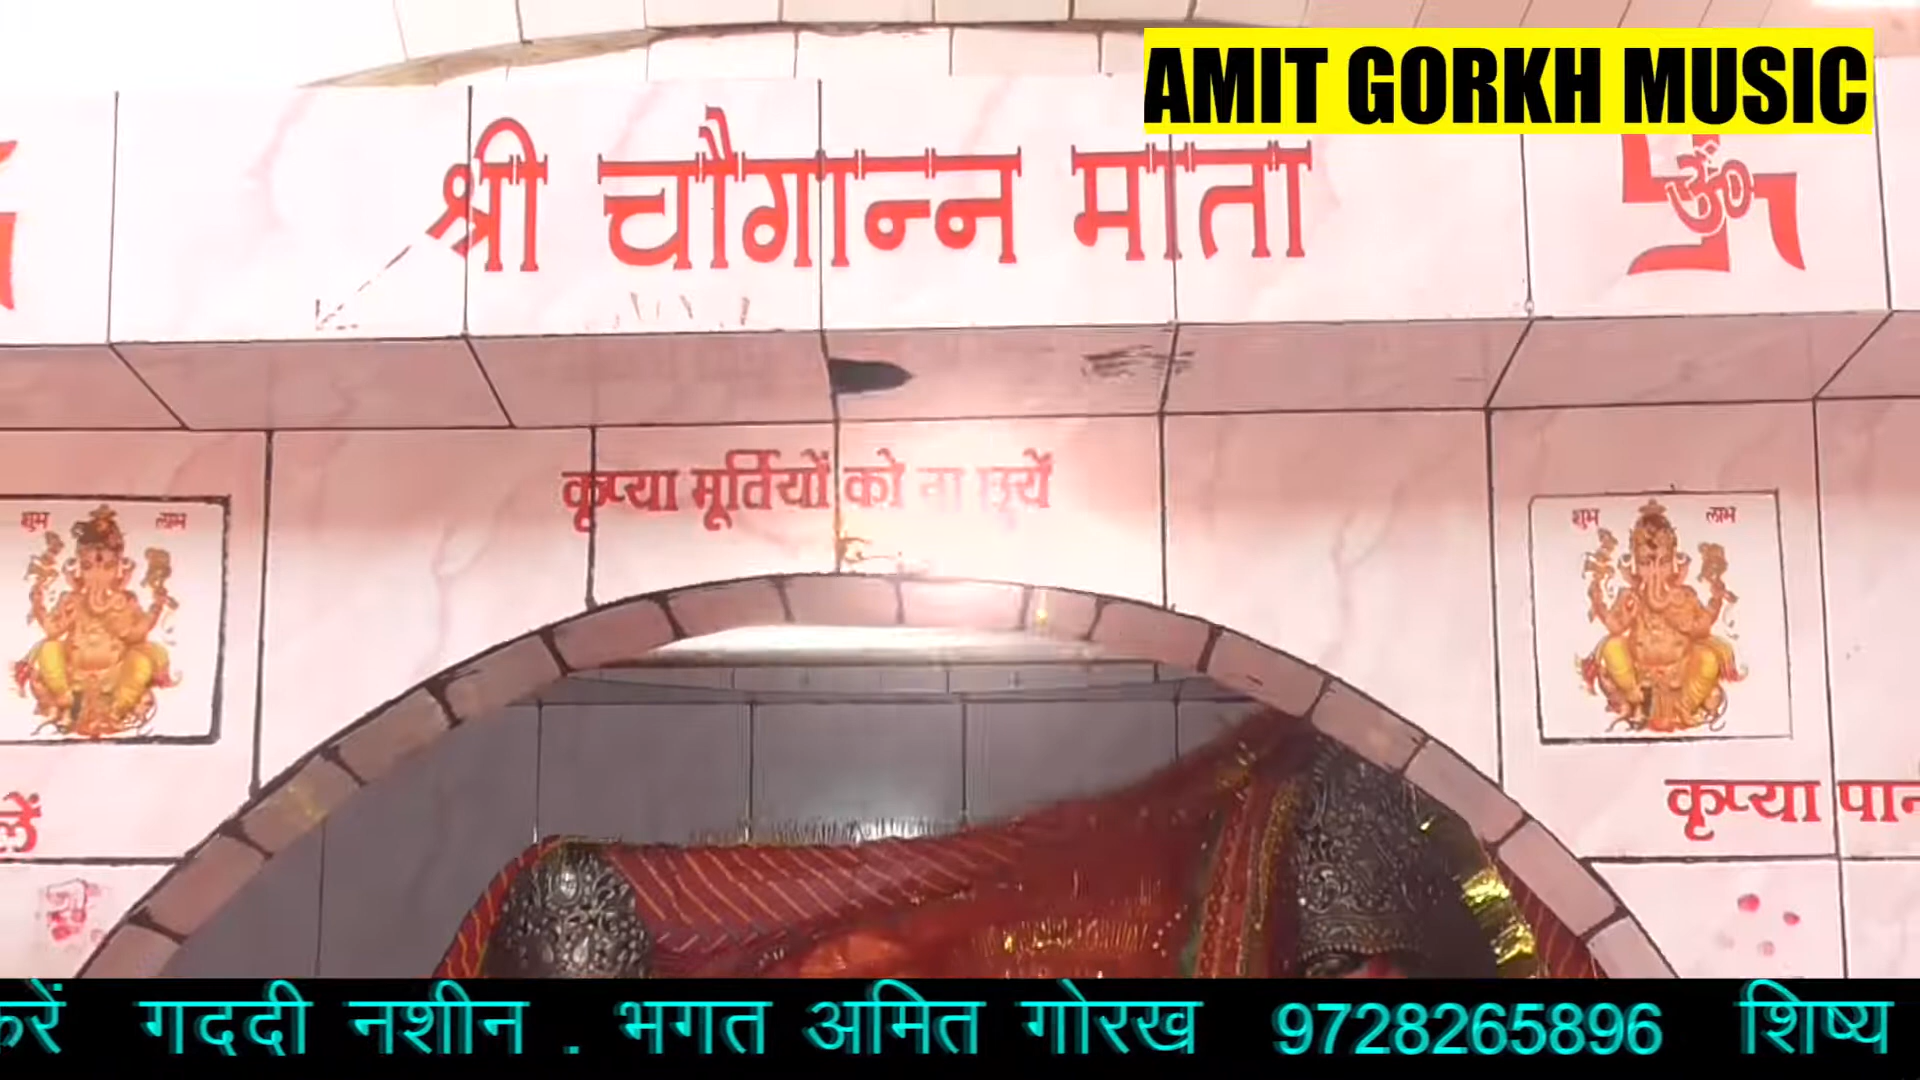 AMIT GORKH MUSIC
श्री चौगान्न माता
कृप्या मूर्तियों को ना छूयें
शुभ लाभ
शुभ लाभ
लें
कृप्या पान
करें गददी नशीन . भगत अमित गोरख 9728265896 शिष्य